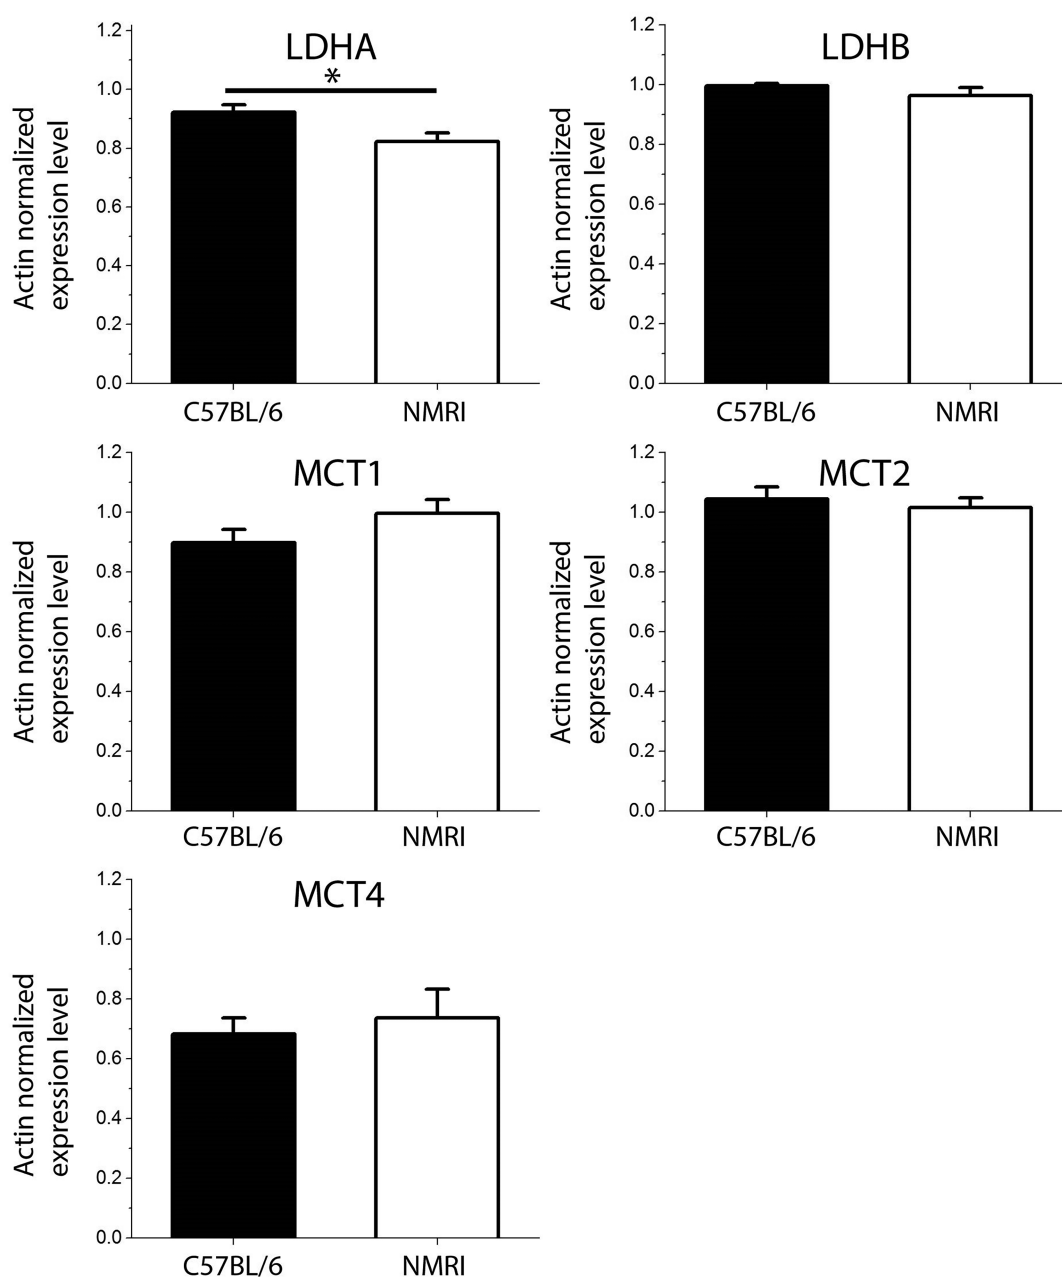 LDHA
*
Actin normalized
expression level
1.2
1.0
0.8
0.6
0.4
0.2
0.0
C57BL/6 NMRI
LDHB
Actin normalized
expression level
1.2
1.0
0.8
0.6
0.4
0.2
0.0
C57BL/6 NMRI
MCT1
Actin normalized
expression level
1.2
1.0
0.8
0.6
0.4
0.2
0.0
C57BL/6 NMRI
MCT2
Actin normalized
expression level
1.2
1.0
0.8
0.6
0.4
0.2
0.0
C57BL/6 NMRI
MCT4
Actin normalized
expression level
1.2
1.0
0.8
0.6
0.4
0.2
0.0
C57BL/6 NMRI